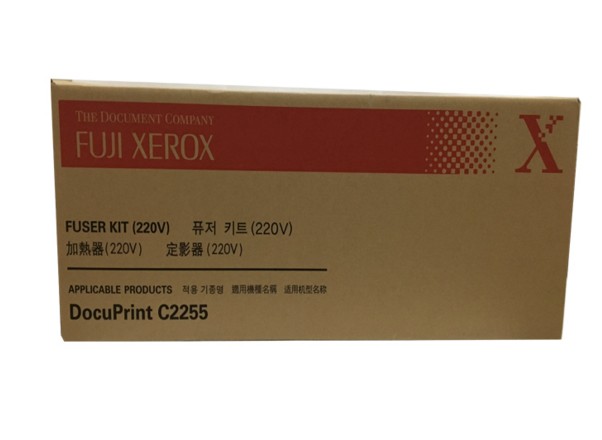 THE DOCUMENT COMPANY
FUJI XEROX
X
FUSER KIT (220V) 퓨저 키트 (220V)
加熱器 (220V) 定影器 (220V)
APPLICABLE PRODUCTS 적용 기종명 適用機種名稱 适用机型名称
DocuPrint C2255